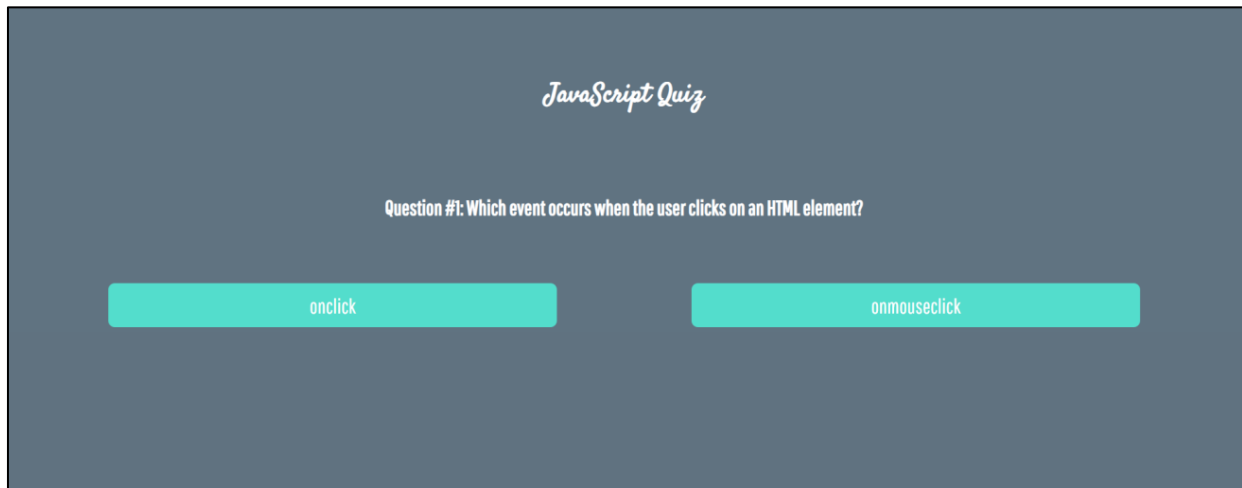 JavaScript Quiz
Question #1: Which event occurs when the user clicks on an HTML element?
onclick
onmouseclick